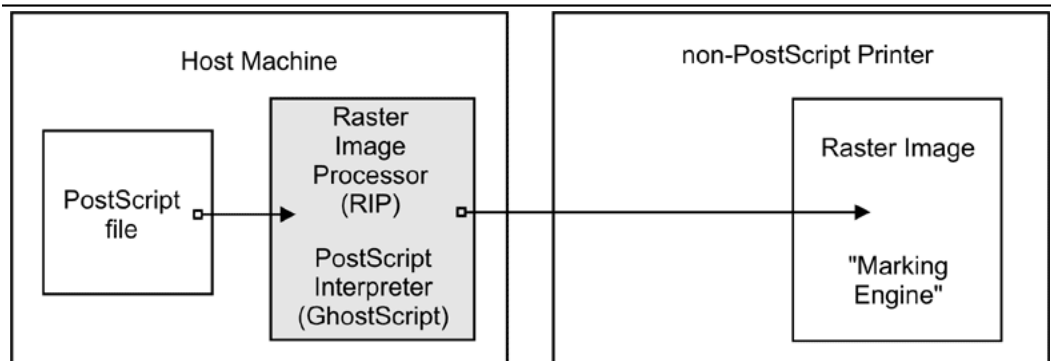 Host Machine
PostScript
file
Raster
Image
Processor
(RIP)
PostScript
Interpreter
(GhostScript)
non-PostScript Printer
Raster Image
"Marking
Engine"